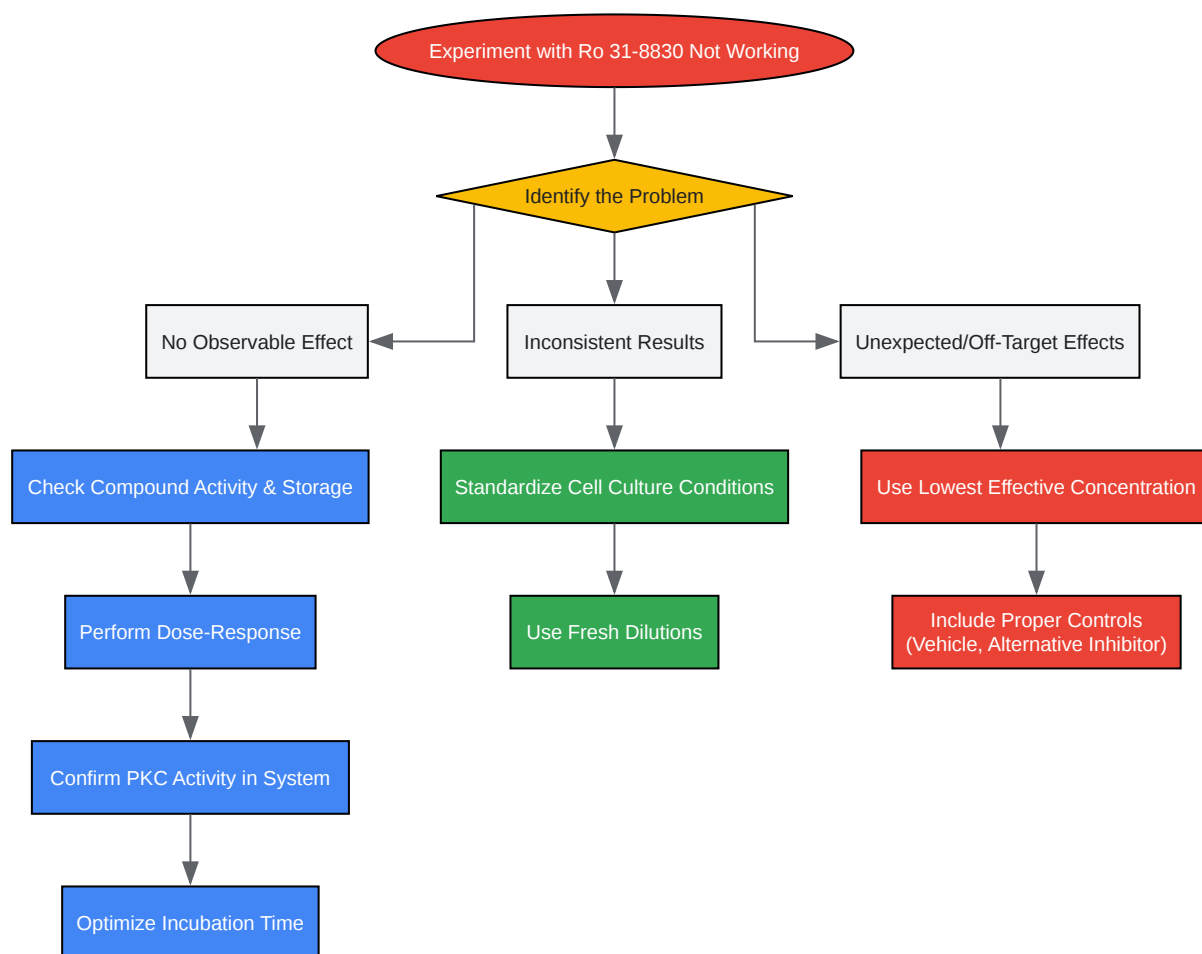 Experiment with Ro 31-8830 Not Working
Identify the Problem
No Observable Effect
Inconsistent Results
Unexpected/Off-Target Effects
Check Compound Activity & Storage
Standardize Cell Culture Conditions
Use Lowest Effective Concentration
Perform Dose-Response
Use Fresh Dilutions
Include Proper Controls
(Vehicle, Alternative Inhibitor)
Confirm PKC Activity in System
Optimize Incubation Time